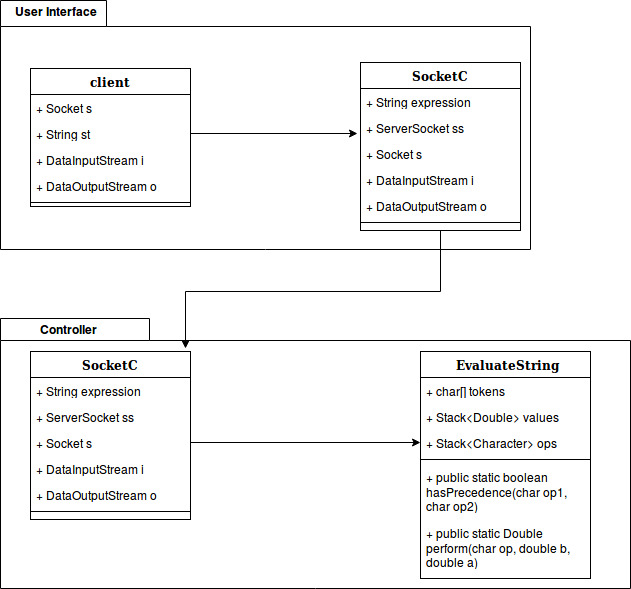 User Interface
client
+ Socket s
+ String st
+ DataInputStream i
+ DataOutputStream o
SocketC
+ String expression
+ ServerSocket ss
+ Socket s
+ DataInputStream i
+ DataOutputStream o
Controller
SocketC
+ String expression
+ ServerSocket ss
+ Socket s
+ DataInputStream i
+ DataOutputStream o
EvaluateString
+ char[] tokens
+ Stack<Double> values
+ Stack<Character> ops
+ public static boolean
hasPrecedence(char op1,
char op2)
+ public static Double
perform(char op, double b,
double a)